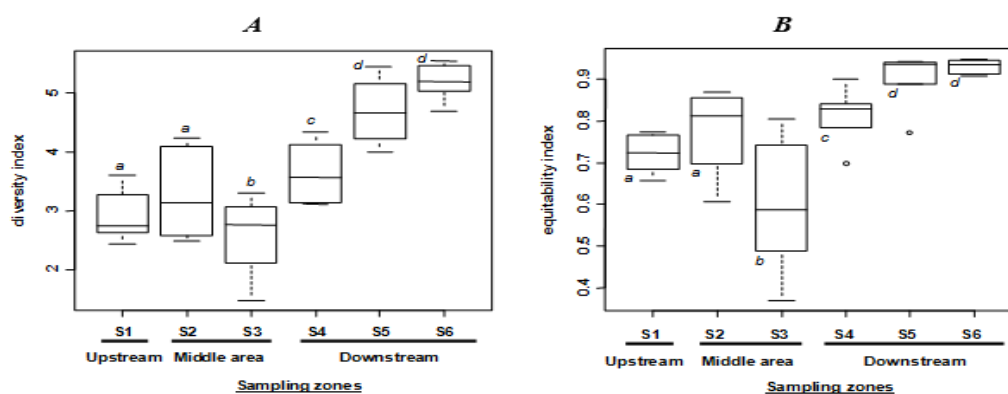 A
diversity index
5
4
3
2
a
a
b
c
d
d
S1 S2 S3 S4 S5 S6
Upstream Middle area Downstream
Sampling zones
B
equitability index
0.9
0.8
0.7
0.6
0.5
0.4
a
a
b
c
d
d
S1 S2 S3 S4 S5 S6
Upstream Middle area Downstream
Sampling zones